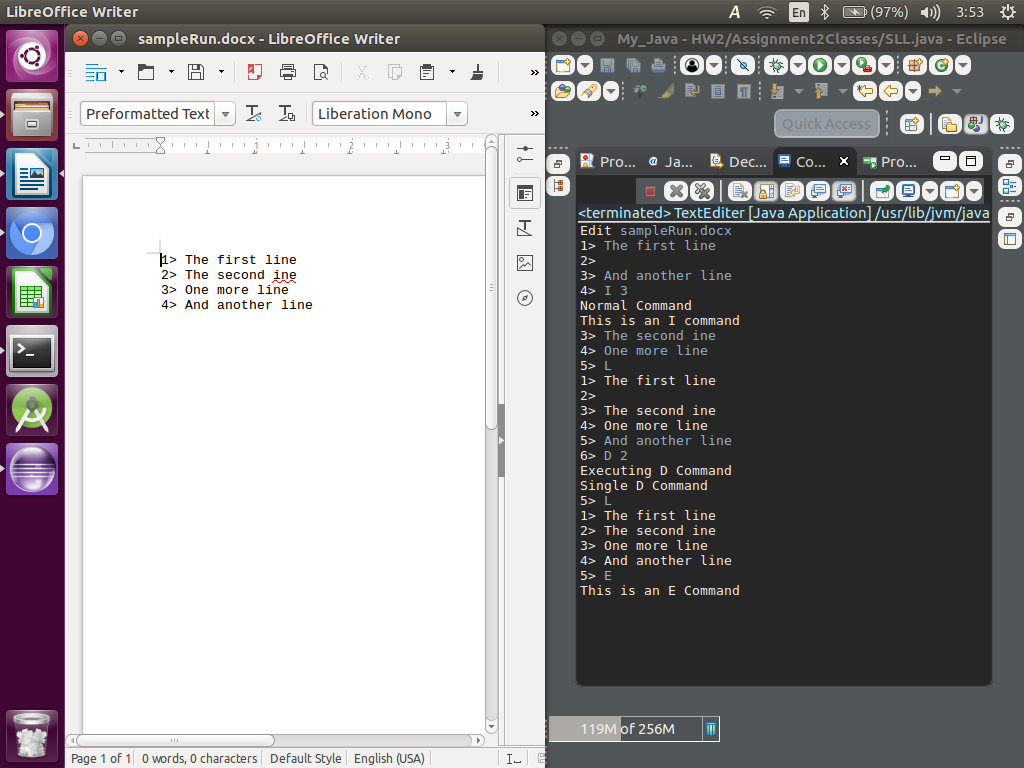 LibreOffice Writer
A En (97%) 3:53
sampleRun.docx - LibreOffice Writer
Preformatted Text Liberation Mono
1 2 3
1> The first line
2> The second ine
3> One more line
4> And another line
Page 1 of 1 0 words, 0 characters Default Style English (USA)
My_Java - HW2/Assignment2Classes/SLL.java - Eclipse
Quick Access
Pro... Ja... Dec... Co... Pro...
<terminated> TextEditer [Java Application] /usr/lib/jvm/java
Edit sampleRun.docx
1> The first line
2>
3> And another line
4> I 3
Normal Command
This is an I command
3> The second ine
4> One more line
5> L
1> The first line
2>
3> The second ine
4> One more line
5> And another line
6> D 2
Executing D Command
Single D Command
5> L
1> The first line
2> The second ine
3> One more line
4> And another line
5> E
This is an E Command
119M of 256M